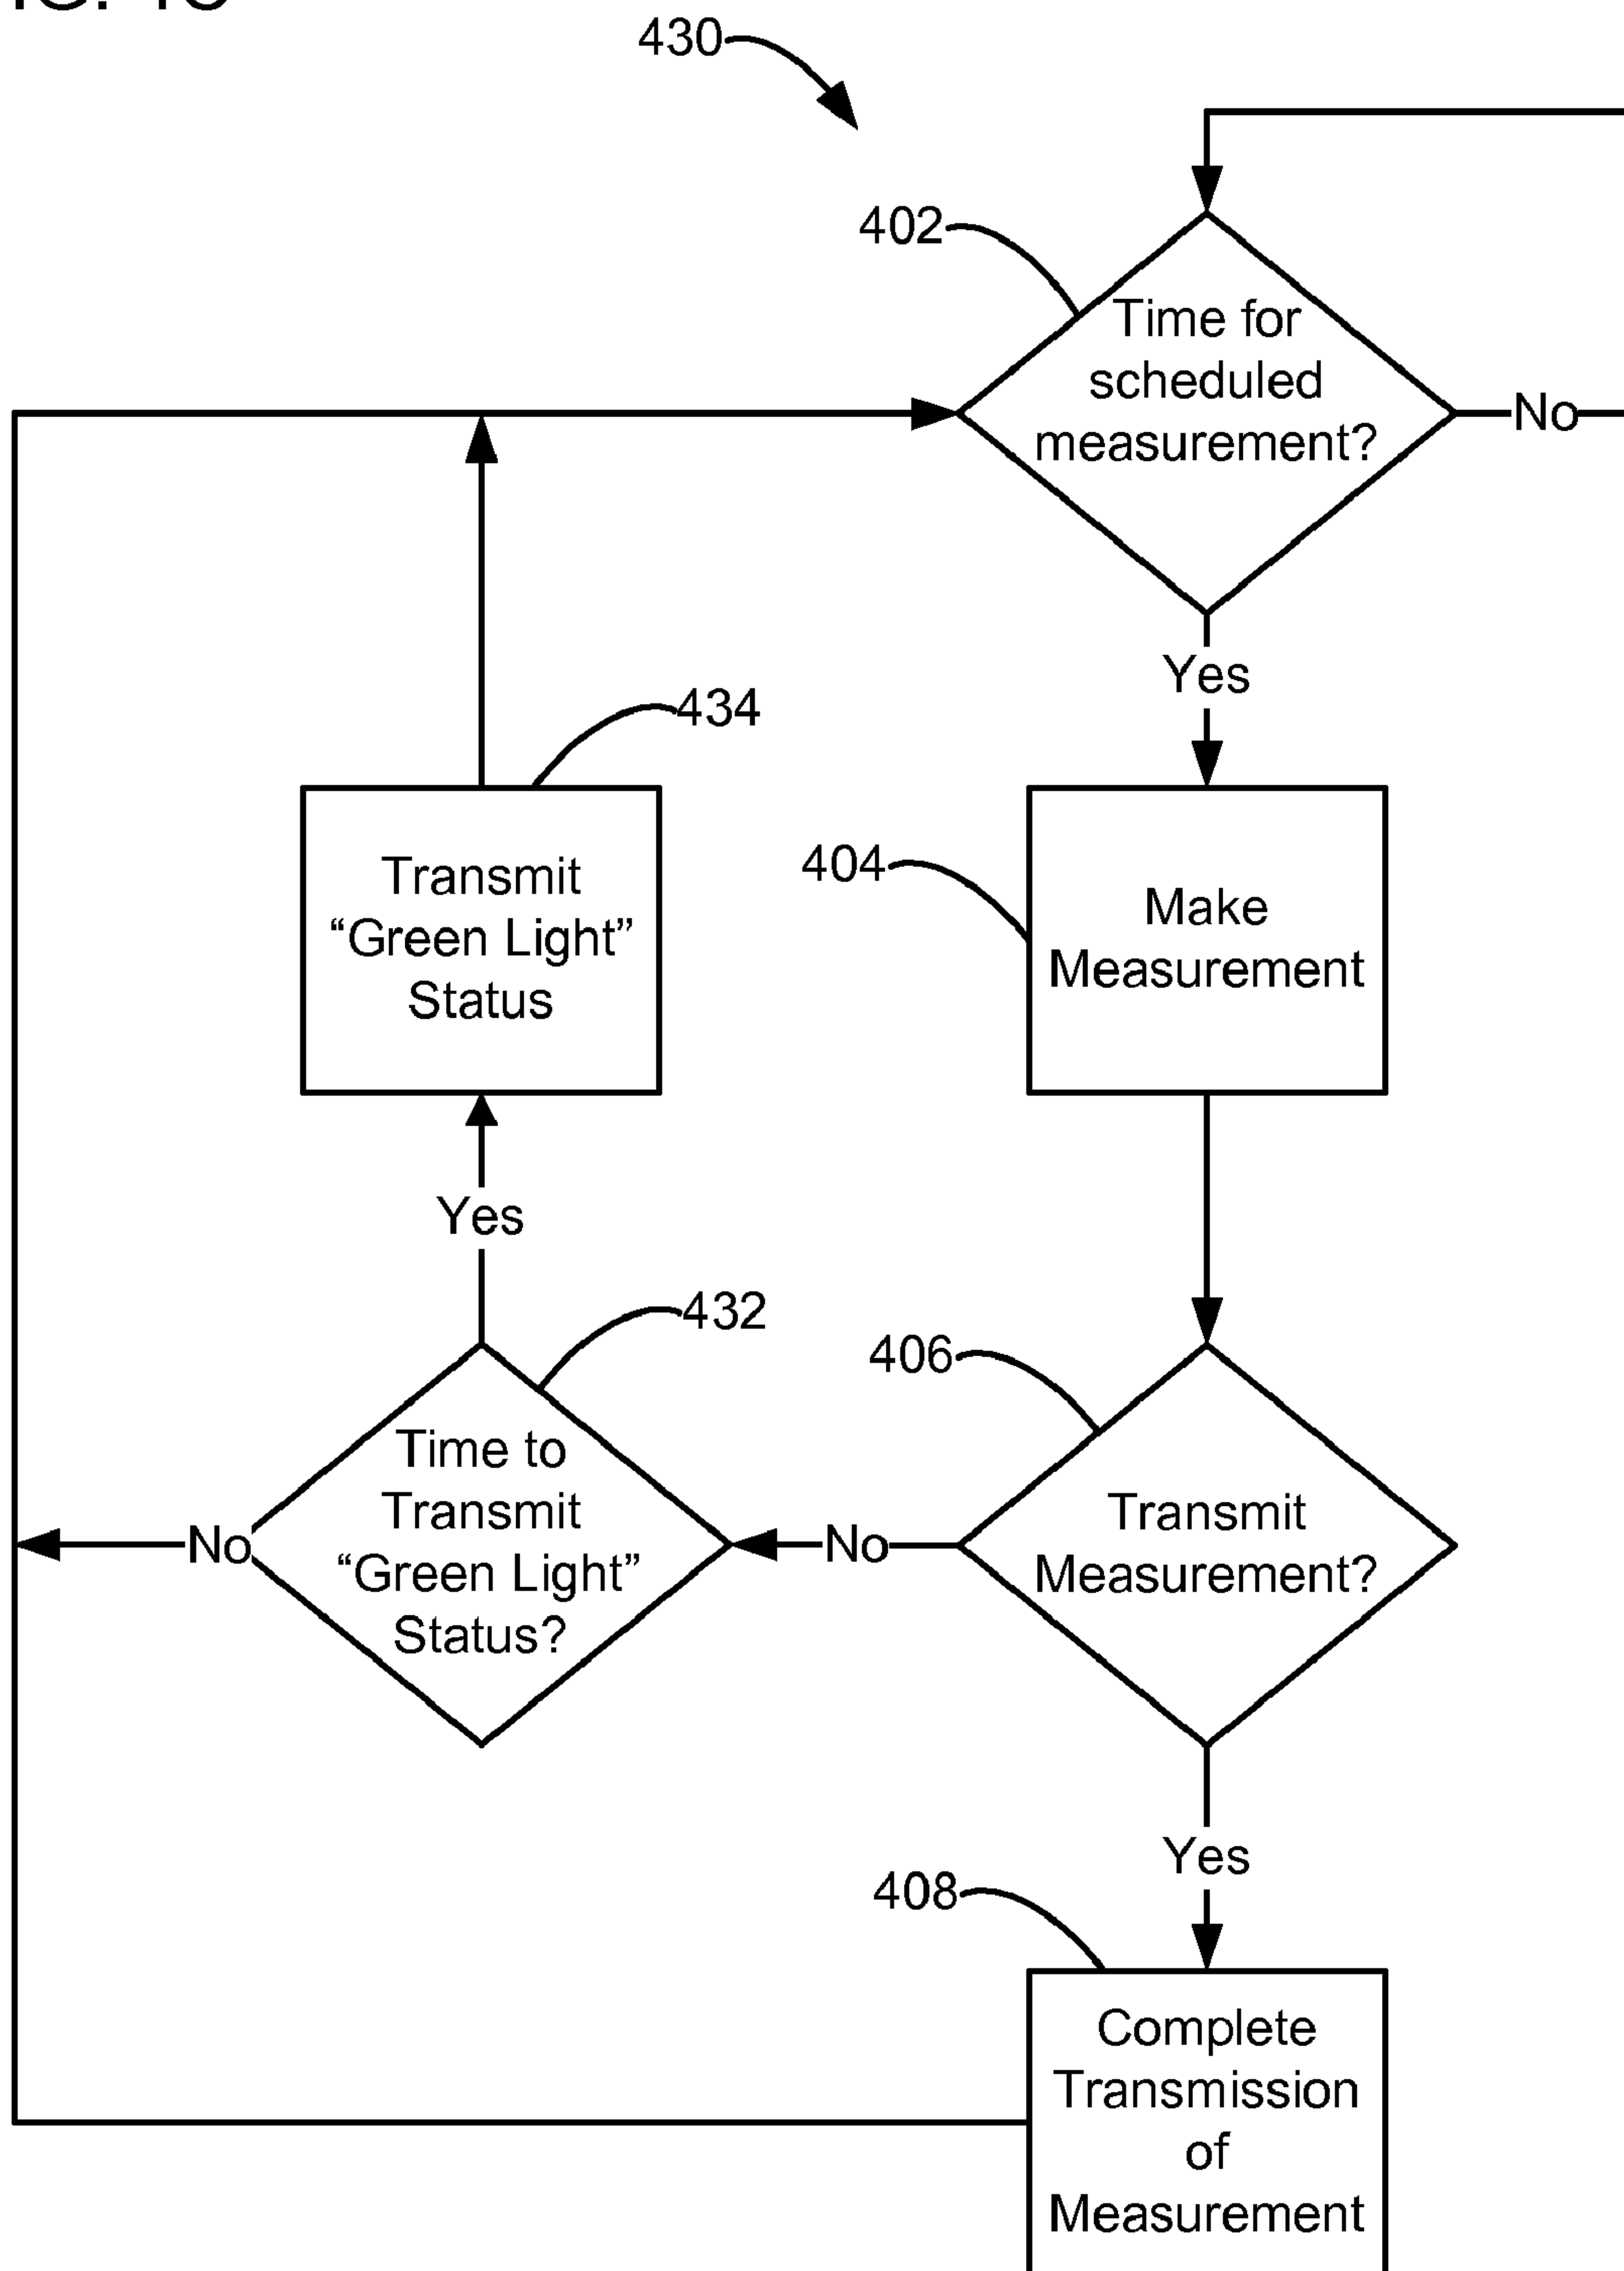 430
402
Time for
scheduled
measurement?
No
Yes
434
Transmit
“Green Light”
Status
404
Make
Measurement
Yes
432
406
Time to
Transmit
“Green Light”
Status?
No
No
Transmit
Measurement?
Yes
408
Complete
Transmission
of
Measurement